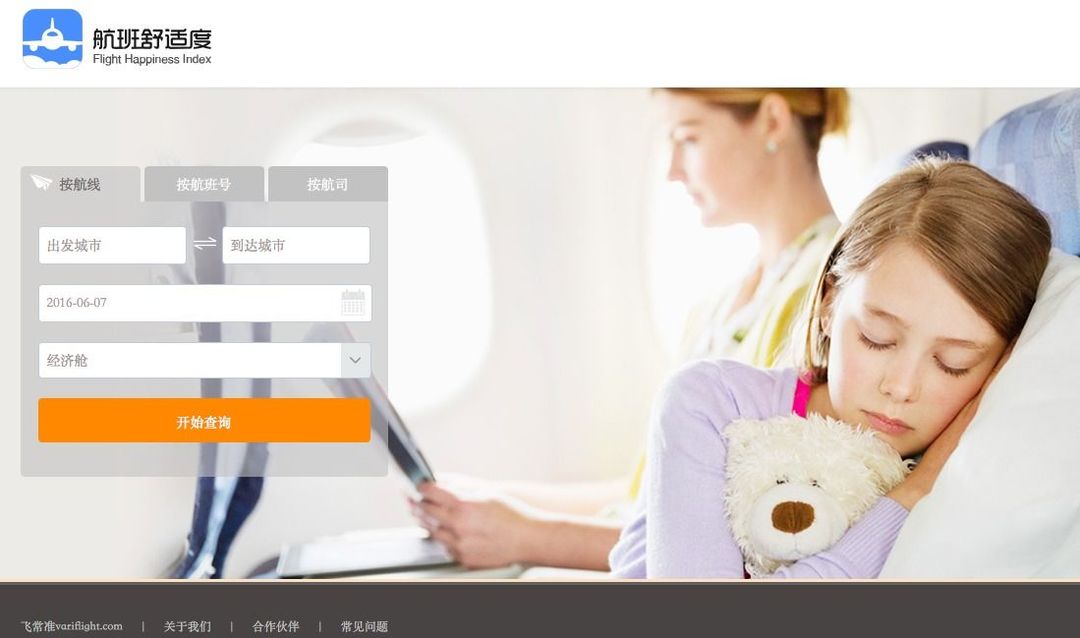 航班舒适度
Flight Happiness Index
按航线 按航班号 按航司
出发城市 到达城市
2016-06-07
经济舱
开始查询
飞常准variflight.com | 关于我们 | 合作伙伴 | 常见问题